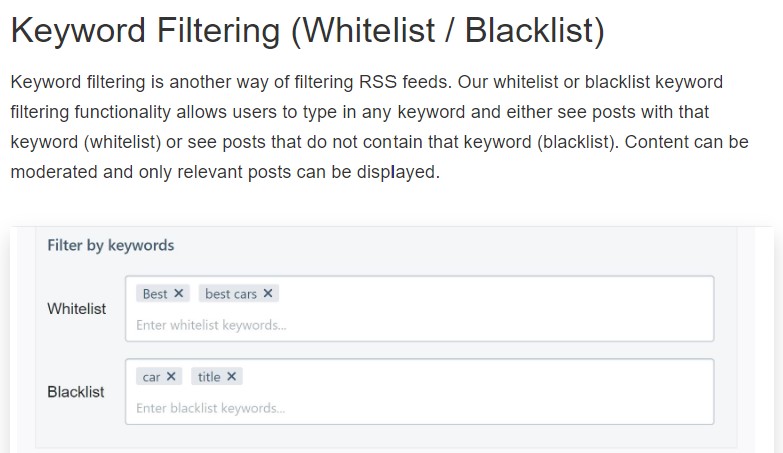 Keyword Filtering (Whitelist / Blacklist)
Keyword filtering is another way of filtering RSS feeds. Our whitelist or blacklist keyword
filtering functionality allows users to type in any keyword and either see posts with that
keyword (whitelist) or see posts that do not contain that keyword (blacklist). Content can be
moderated and only relevant posts can be displayed.
Filter by keywords
Whitelist
Best ✕ best cars ✕
Enter whitelist keywords...
Blacklist
car ✕ title ✕
Enter blacklist keywords...